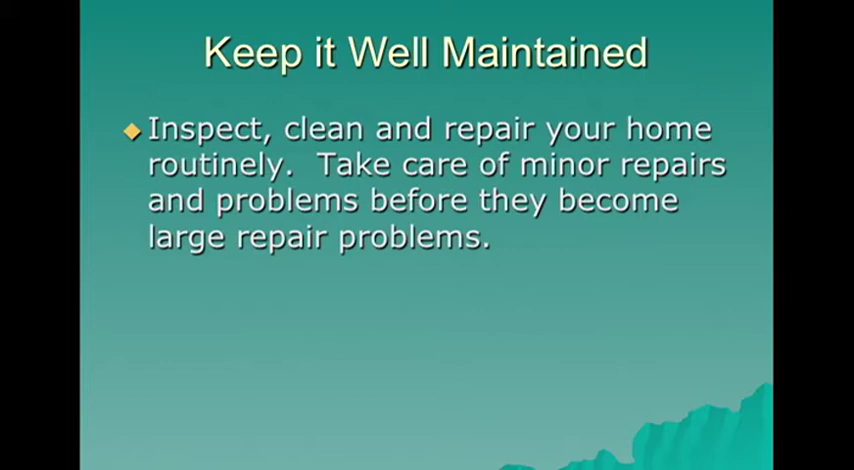 Keep it Well Maintained
Inspect, clean and repair your home
routinely.  Take care of minor repairs
and problems before they become
large repair problems.